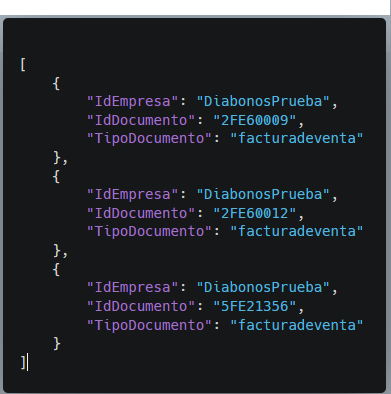 [
    {
        "IdEmpresa": "DiabonosPrueba",
        "IdDocumento": "2FE60009",
        "TipoDocumento": "facturadeventa"
    },
    {
        "IdEmpresa": "DiabonosPrueba",
        "IdDocumento": "2FE60012",
        "TipoDocumento": "facturadeventa"
    },
    {
        "IdEmpresa": "DiabonosPrueba",
        "IdDocumento": "5FE21356",
        "TipoDocumento": "facturadeventa"
    }
]